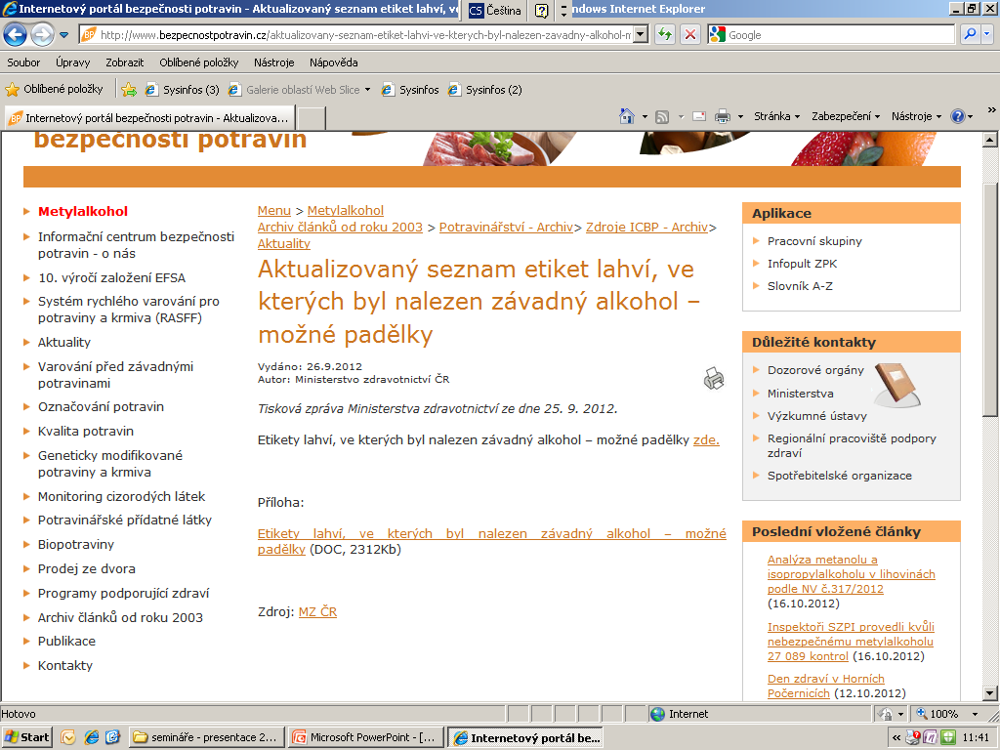 Internetový portál bezpečnosti potravin - Aktualizovaný seznam etiket lahví, ve
CS Čeština
ndows Internet Explorer
http://www.bezpecnostpotravin.cz/aktualizovany-seznam-etiket-lahvi-ve-kterych-byl-nalezen-zavadny-alkohol-m
Google
Soubor Úpravy Zobrazit Oblíbené položky Nástroje Nápověda
Oblíbené položky Sysinfos (3) Galerie oblastí Web Slice Sysinfos Sysinfos (2)
BP Internetový portál bezpečnosti potravin - Aktualizova...
Stránka Zabezpečení Nástroje »
bezpečnosti potravin
Metylalkohol
Informační centrum bezpečnosti
potravin - o nás
10. výročí založení EFSA
Systém rychlého varování pro
potraviny a krmiva (RASFF)
Aktuality
Varování před závadnými
potravinami
Označování potravin
Kvalita potravin
Geneticky modifikované
potraviny a krmiva
Monitoring cizorodých látek
Potravinářské přídatné látky
Biopotraviny
Prodej ze dvora
Programy podporující zdraví
Archiv článků od roku 2003
Publikace
Kontakty
Menu > Metylalkohol
Archiv článků od roku 2003 > Potravinářství - Archiv> Zdroje ICBP - Archiv>
Aktuality
Aktualizovaný seznam etiket lahví, ve
kterých byl nalezen závadný alkohol –
možné padělky
Vydáno: 26.9.2012
Autor: Ministerstvo zdravotnictví ČR
Tisková zpráva Ministerstva zdravotnictví ze dne 25. 9. 2012.
Etikety lahví, ve kterých byl nalezen závadný alkohol – možné padělky zde.
Příloha:
Etikety lahví, ve kterých byl nalezen závadný alkohol – možné
padělky (DOC, 2312Kb)
Zdroj: MZ ČR
Aplikace
Pracovní skupiny
Infopult ZPK
Slovník A-Z
Důležité kontakty
Dozorové orgány
Ministerstva
Výzkumné ústavy
Regionální pracoviště podpory
zdraví
Spotřebitelské organizace
Poslední vložené články
Analýza metanolu a
isopropylalkoholu v lihovinách
podle NV č.317/2012
(16.10.2012)
Inspektoři SZPI provedli kvůli
nebezpečnému metylalkoholu
27 089 kontrol (16.10.2012)
Den zdraví v Horních
Počernicích (12.10.2012)
Hotovo
Internet
100%
Start
semináře - presentace 2...
Microsoft PowerPoint - [...
Internetový portál be...
« 11:41